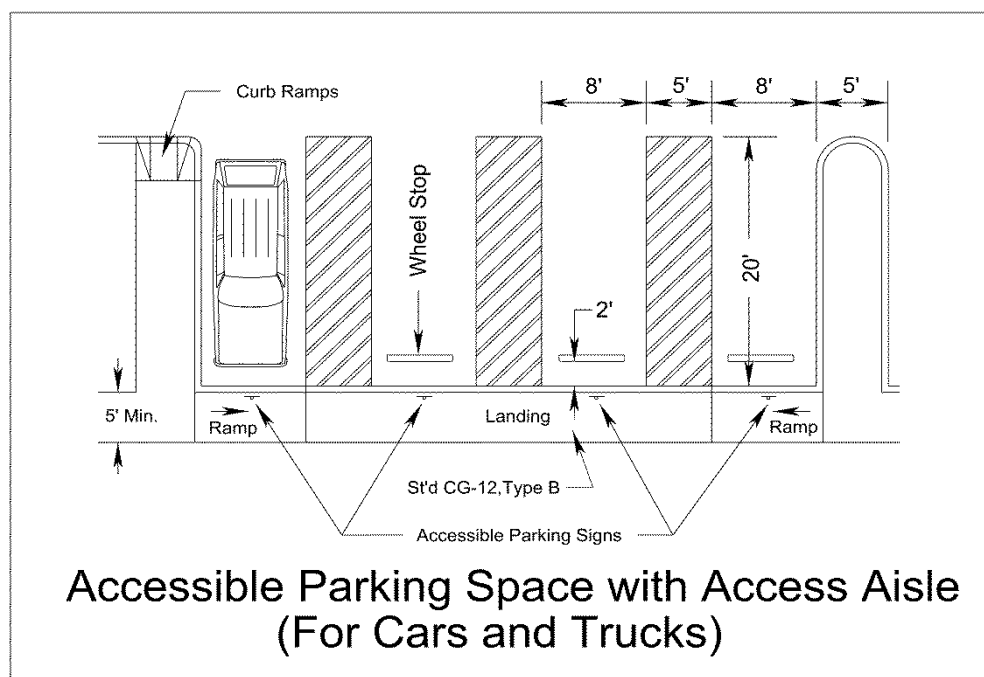 Curb Ramps
8'
5'
8'
5'
Wheel Stop
20'
2'
5' Min.
Ramp
Landing
Ramp
St'd CG-12,Type B
Accessible Parking Signs
Accessible Parking Space with Access Aisle
(For Cars and Trucks)